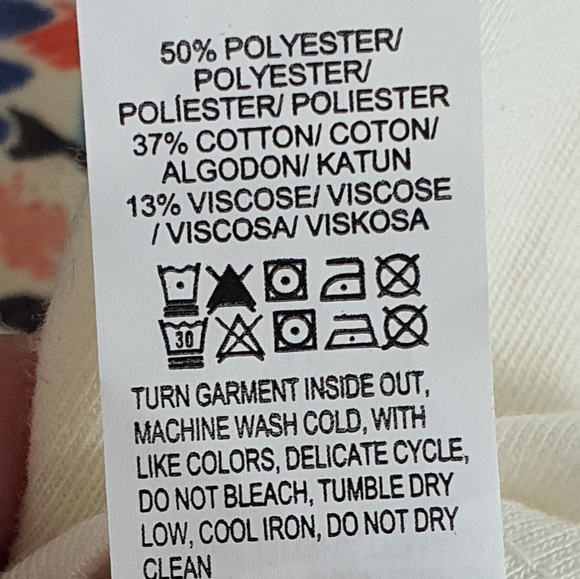 50% POLYESTER/
POLYESTER/
POLÍESTER/ POLIESTER
37% COTTON/ COTON/
ALGODON/ KATUN
13% VISCOSE/ VISCOSE
/ VISCOSA/ VISKOSA
30
TURN GARMENT INSIDE OUT,
MACHINE WASH COLD, WITH
LIKE COLORS, DELICATE CYCLE,
DO NOT BLEACH, TUMBLE DRY
LOW, COOL IRON, DO NOT DRY
CLEAN